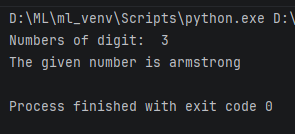 D:\ML\ml_venv\Scripts\python.exe D:\
Numbers of digit:  3
The given number is armstrong
Process finished with exit code 0